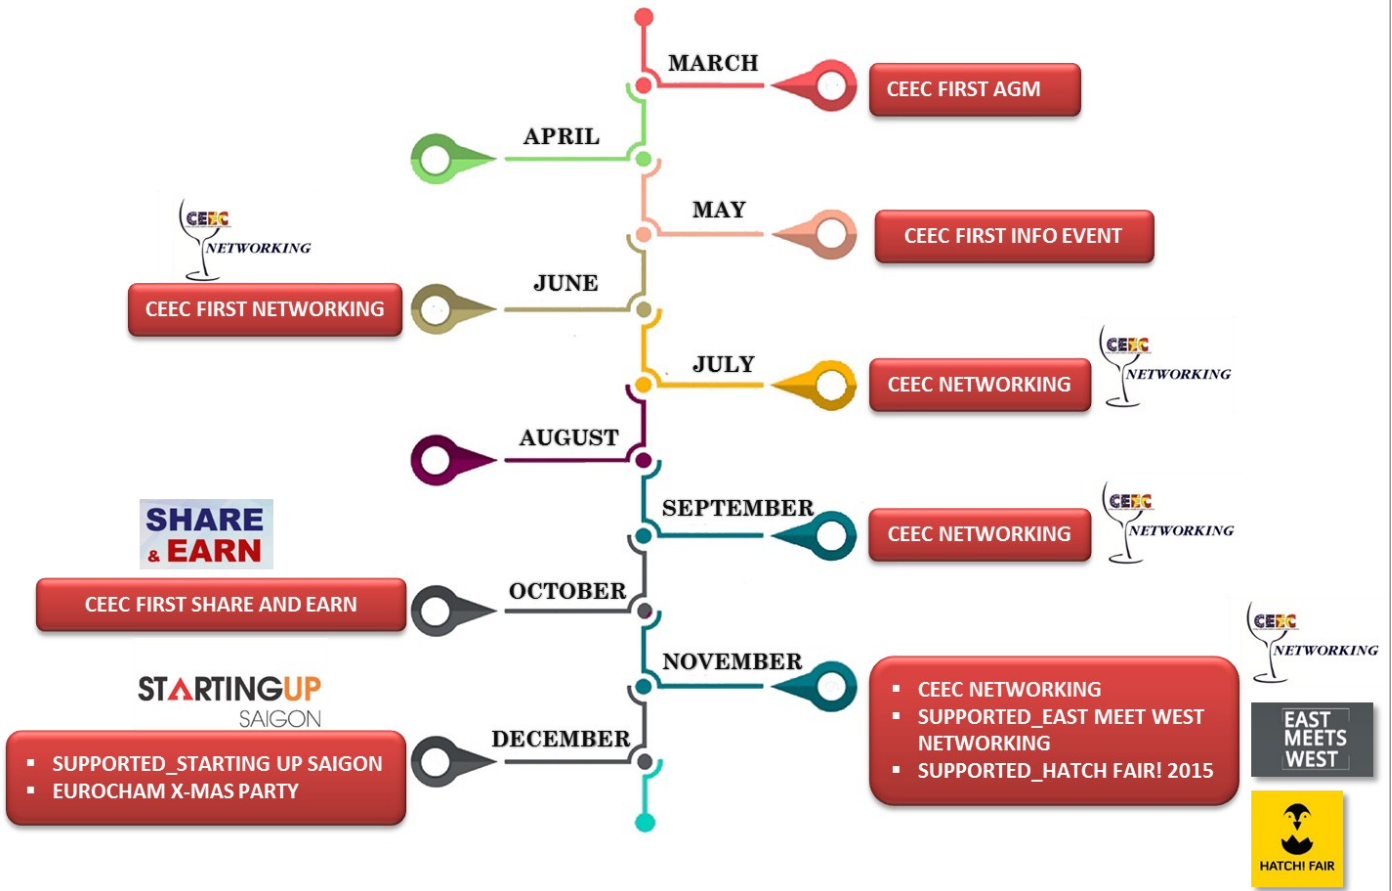 MARCH
CEEC FIRST AGM
APRIL
MAY
CEEC FIRST INFO EVENT
CEEC
NETWORKING
JUNE
CEEC FIRST NETWORKING
JULY
CEEC NETWORKING
CEEC
NETWORKING
AUGUST
SEPTEMBER
CEEC NETWORKING
CEEC
NETWORKING
SHARE
& EARN
OCTOBER
CEEC FIRST SHARE AND EARN
NOVEMBER
▪ CEEC NETWORKING
▪ SUPPORTED_EAST MEET WEST
NETWORKING
▪ SUPPORTED_HATCH FAIR! 2015
CEEC
NETWORKING
EAST
MEETS
WEST
HATCH! FAIR
STARTINGUP
SAIGON
DECEMBER
▪ SUPPORTED_STARTING UP SAIGON
▪ EUROCHAM X-MAS PARTY